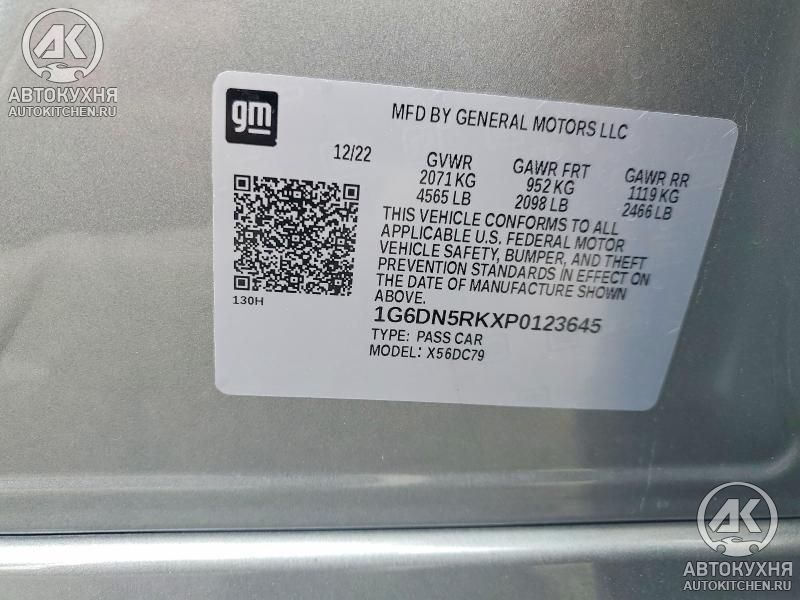 АК
АВТОКУХНЯ
AUTOKITCHEN.RU
gm
MFD BY GENERAL MOTORS LLC
12/22
GVWR
2071 KG
4565 LB
GAWR FRT
952 KG
2098 LB
GAWR RR
1119 KG
2466 LB
THIS VEHICLE CONFORMS TO ALL
APPLICABLE U.S. FEDERAL MOTOR
VEHICLE SAFETY, BUMPER, AND THEFT
PREVENTION STANDARDS IN EFFECT ON
THE DATE OF MANUFACTURE SHOWN
ABOVE.
130H
1G6DN5RKXP0123645
TYPE: PASS CAR
MODEL: X56DC79
АК
АВТОКУХНЯ
AUTOKITCHEN.RU